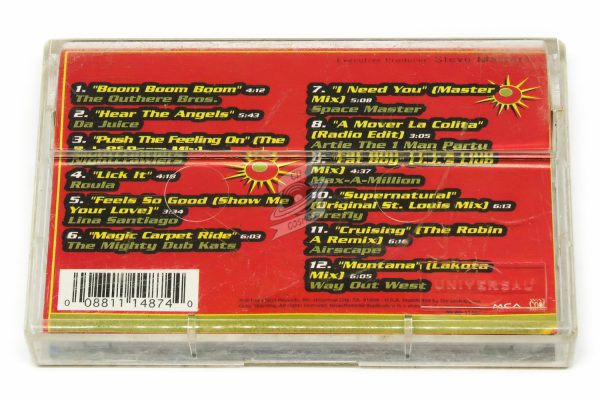 Executive Producer: Steve
1. "Boom Boom Boom" 4:12
The Outhere Bros.
2. "Hear The Angels" 5:43
Da Juice
3. "Push The Feeling On" (The
Nightcrawlers
4. "Lick It" 4:18
Roula
5. "Feels So Good (Show Me
Your Love)" 3:34
Lina Santiago
6. "Magic Carpet Ride" 6:03
The Mighty Dub Kats
7. "I Need You" (Master
Mix) 5:08
Space Master
8. "A Mover La Colita"
(Radio Edit) 3:05
Artie The 1 Man Party
Mix) 4:37
Max-A-Million
10. "Supernatural"
(Original St. Louis Mix) 6:13
Firefly
11. "Cruising" (The Robin
A Remix) 6:16
Airscape
12. "Montana" (Lakota
Mix) 6:05
Way Out West
0 08811 14874 0
UNIVERSAL
MCA